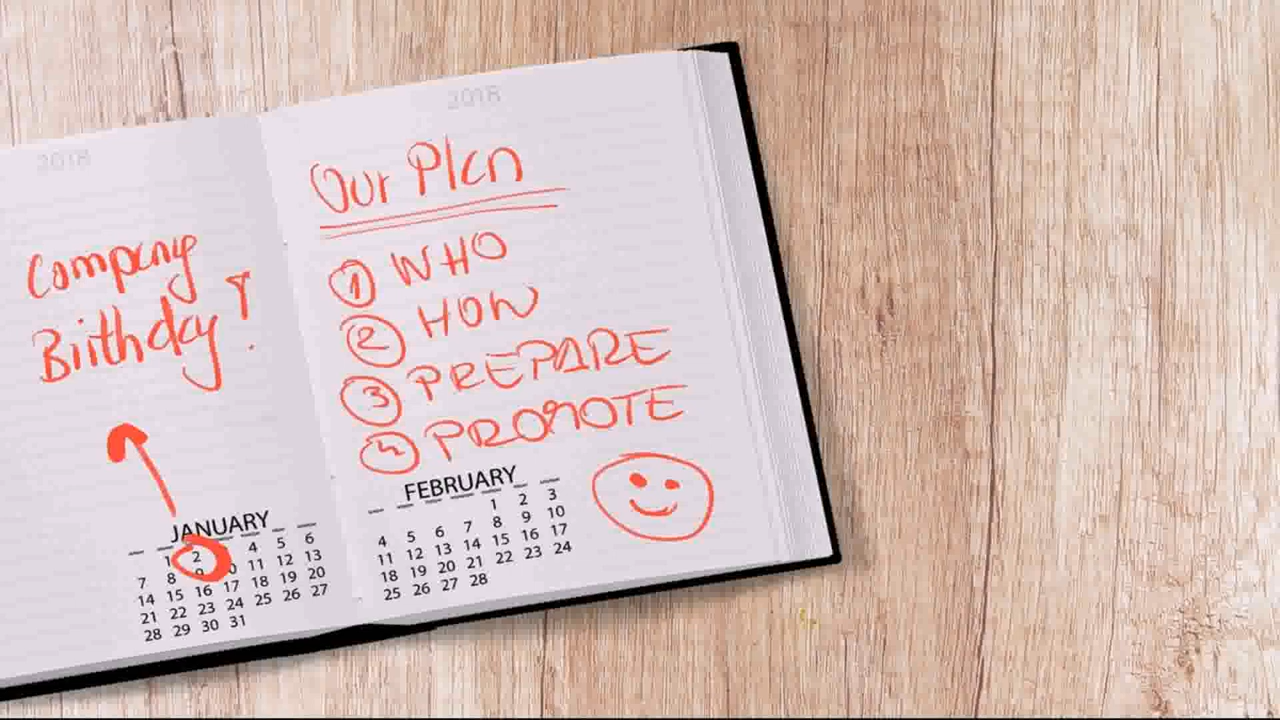 2018
Company
Birthday!
JANUARY
1 2 4 5 6
7 8 11 12 13
14 15 16 17 18 19 20
21 22 23 24 25 26 27
28 29 30 31
2018
Our Plan
1 WHO
2 HOW
3 PREPARE
4 PROMOTE
FEBRUARY
1 2 3
4 5 6 7 8 9 10
11 12 13 14 15 16 17
18 19 20 21 22 23 24
25 26 27 28